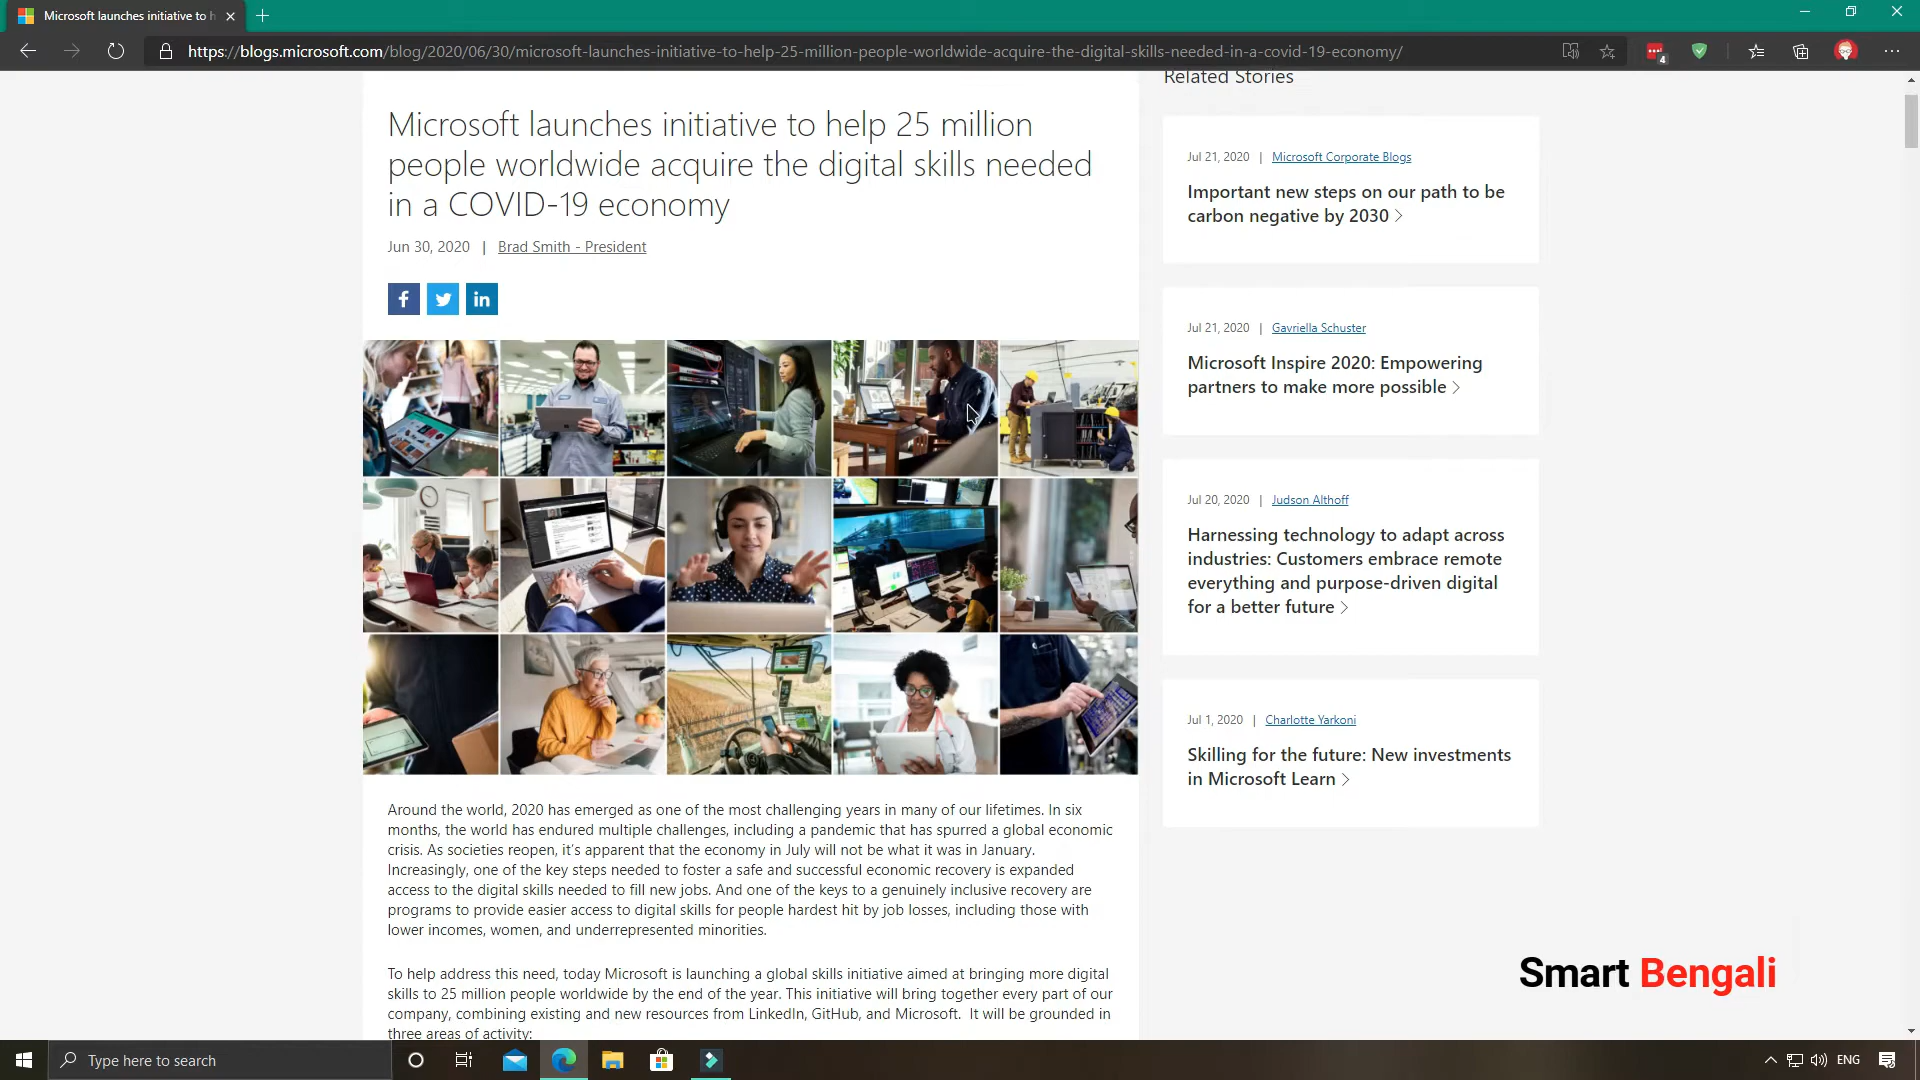 Microsoft launches initiative to h
https://blogs.microsoft.com/blog/2020/06/30/microsoft-launches-initiative-to-help-25-million-people-worldwide-acquire-the-digital-skills-needed-in-a-covid-19-economy/
4
Microsoft launches initiative to help 25 million
people worldwide acquire the digital skills needed
in a COVID-19 economy
Jun 30, 2020 | Brad Smith - President
Around the world, 2020 has emerged as one of the most challenging years in many of our lifetimes. In six
months, the world has endured multiple challenges, including a pandemic that has spurred a global economic
crisis. As societies reopen, it's apparent that the economy in July will not be what it was in January.
Increasingly, one of the key steps needed to foster a safe and successful economic recovery is expanded
access to the digital skills needed to fill new jobs. And one of the keys to a genuinely inclusive recovery are
programs to provide easier access to digital skills for people hardest hit by job losses, including those with
lower incomes, women, and underrepresented minorities.
To help address this need, today Microsoft is launching a global skills initiative aimed at bringing more digital
skills to 25 million people worldwide by the end of the year. This initiative will bring together every part of our
company, combining existing and new resources from LinkedIn, GitHub, and Microsoft. It will be grounded in
three areas of activity:
Related Stories
Jul 21, 2020 | Microsoft Corporate Blogs
Important new steps on our path to be
carbon negative by 2030 >
Jul 21, 2020 | Gavriella Schuster
Microsoft Inspire 2020: Empowering
partners to make more possible >
Jul 20, 2020 | Judson Althoff
Harnessing technology to adapt across
industries: Customers embrace remote
everything and purpose-driven digital
for a better future >
Jul 1, 2020 | Charlotte Yarkoni
Skilling for the future: New investments
in Microsoft Learn >
Smart Bengali
Type here to search
ENG